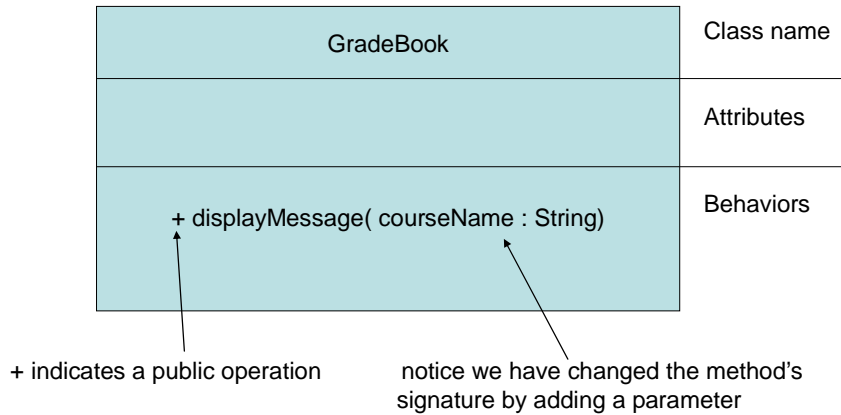 GradeBook
Class name
Attributes
+ displayMessage( courseName : String)
Behaviors
+ indicates a public operation
notice we have changed the method's
signature by adding a parameter